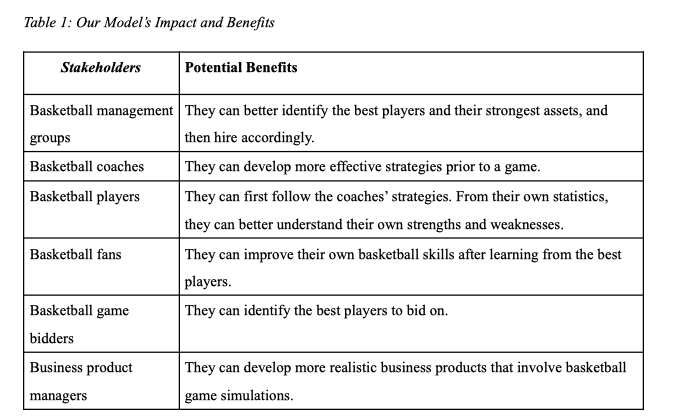 Table 1: Our Model's Impact and Benefits
Stakeholders
Potential Benefits
Basketball management
groups
They can better identify the best players and their strongest assets, and
then hire accordingly.
Basketball coaches
They can develop more effective strategies prior to a game.
Basketball players
They can first follow the coaches' strategies. From their own statistics,
they can better understand their own strengths and weaknesses.
Basketball fans
They can improve their own basketball skills after learning from the best
players.
Basketball game
bidders
They can identify the best players to bid on.
Business product
managers
They can develop more realistic business products that involve basketball
game simulations.